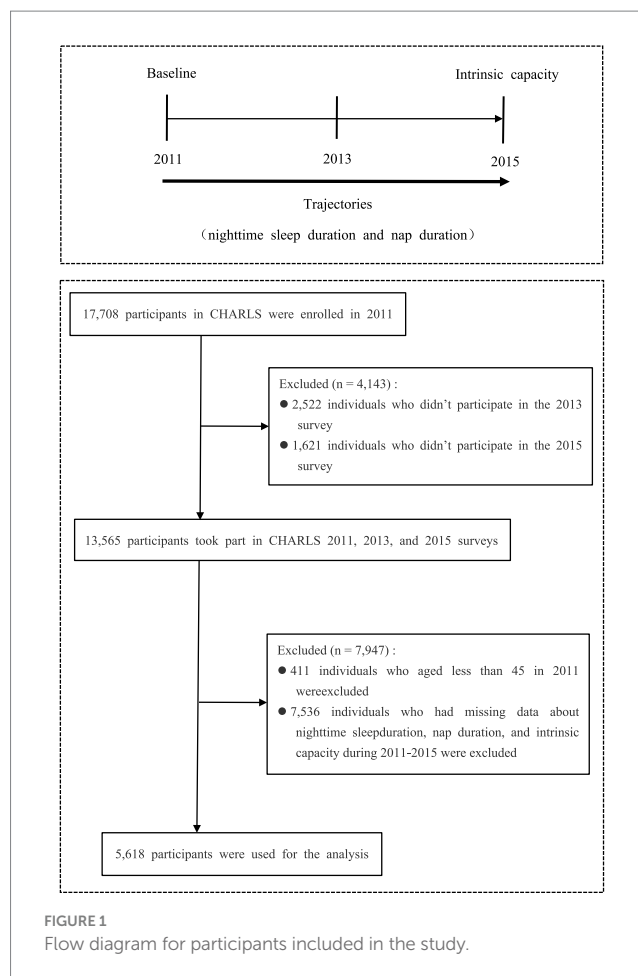 Baseline Intrinsic capacity
2011 2013 2015
Trajectories
（nighttime sleep duration and nap duration）
17,708 participants in CHARLS were enrolled in 2011
Excluded (n = 4,143) :
● 2,522 individuals who didn't participate in the 2013
survey
● 1,621 individuals who didn't participate in the 2015
survey
13,565 participants took part in CHARLS 2011, 2013, and 2015 surveys
Excluded (n = 7,947) :
● 411 individuals who aged less than 45 in 2011
wereexcluded
● 7,536 individuals who had missing data about
nighttime sleepduration, nap duration, and intrinsic
capacity during 2011-2015 were excluded
5,618 participants were used for the analysis
FIGURE 1
Flow diagram for participants included in the study.